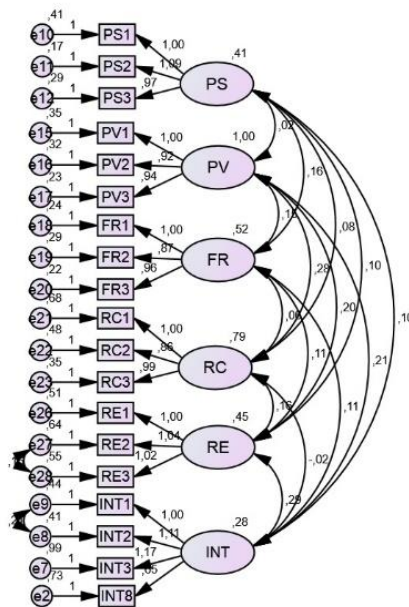 ,41
e10 1 PS1
,17
e11 1 PS2
,29
e12 1 PS3
1,00
1,09
,97
PS ,41
,35
e15 1 PV1
,32
e16 1 PV2
,23
e17 1 PV3
1,00
,92
,94
PV 1,00
,24
e18 1 FR1
,29
e19 1 FR2
,22
e20 1 FR3
1,00
,87
,96
FR ,52
,68
e21 1 RC1
,48
e22 1 RC2
,35
e23 1 RC3
1,00
,86
,99
RC ,79
,51
e26 1 RE1
,64
e27 1 RE2
,55
e28 1 RE3
1,00
1,04
1,02
RE ,45
,44
e9 1 INT1
,41
e8 1 INT2
,99
e7 1 INT3
,73
e2 1 INT8
1,00
1,11
1,17
INT ,28
,02
,16
,08
,10
,28
,20
,21
,11
,11
,16
-,02
,29